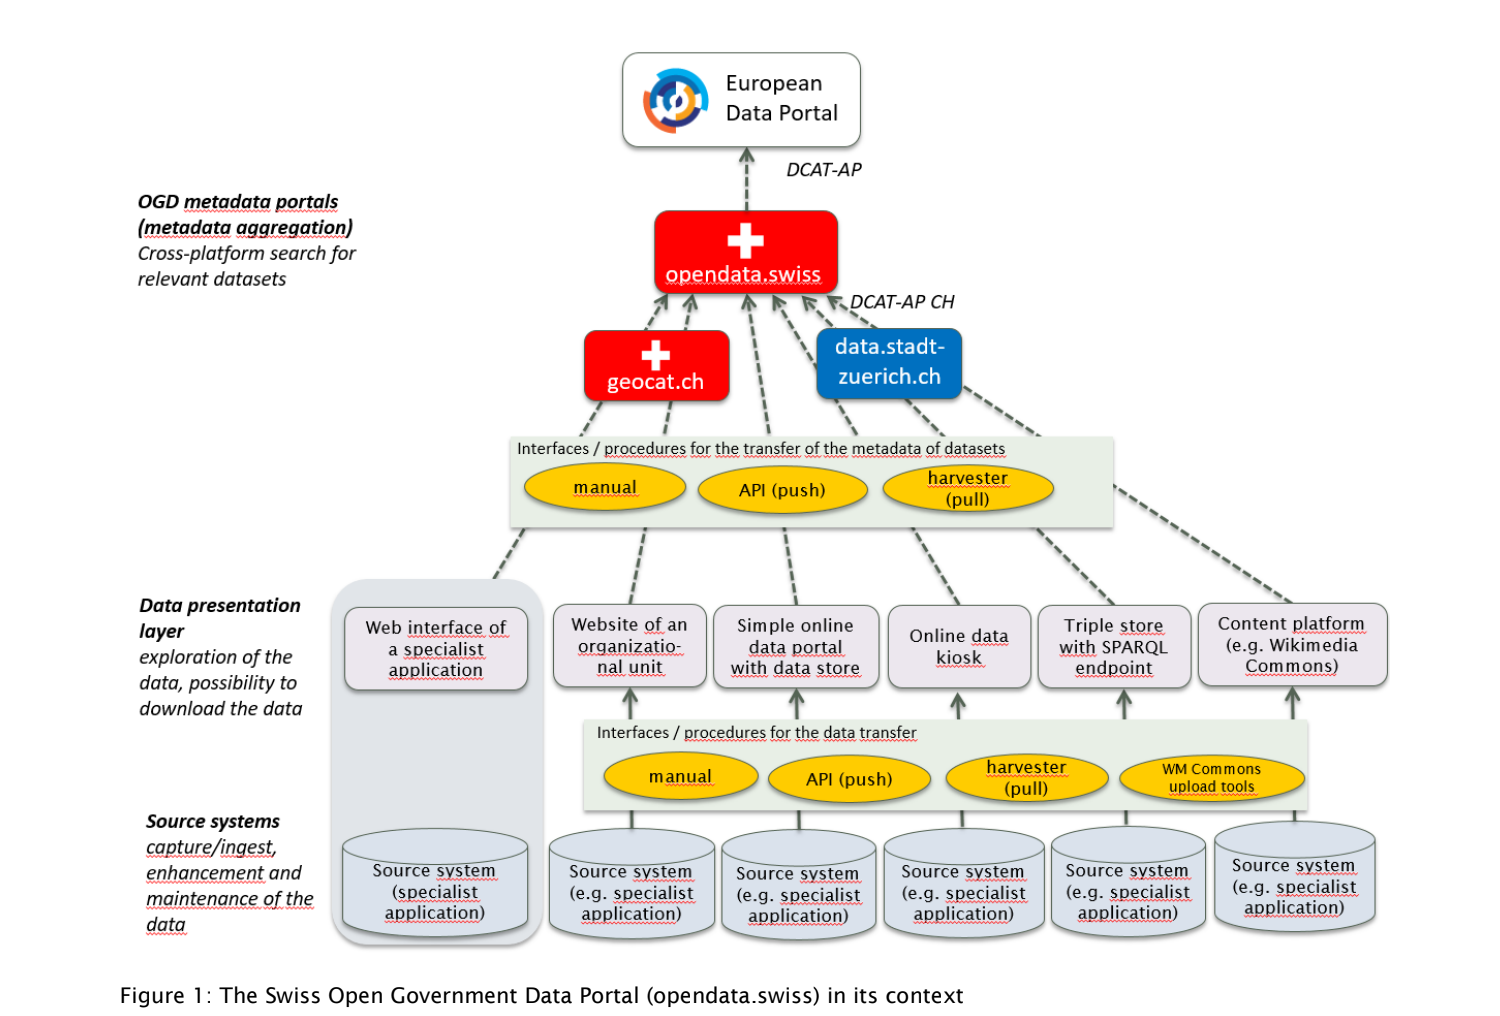 European
Data Portal
DCAT-AP
OGD metadata portals
(metadata aggregation)
Cross-platform search for
relevant datasets
opendata.swiss
DCAT-AP CH
geocat.ch
data.stadt-
zuerich.ch
Interfaces / procedures for the transfer of the metadata of datasets
manual
API (push)
harvester
(pull)
Data presentation
layer
exploration of the
data, possibility to
download the data
Web interface of
a specialist
application
Website of an
organizatio-
nal unit
Simple online
data portal
with data store
Online data
kiosk
Triple store
with SPARQL
endpoint
Content platform
(e.g. Wikimedia
Commons)
Interfaces / procedures for the data transfer
manual
API (push)
harvester
(pull)
WM Commons
upload tools
Source systems
capture/ingest,
enhancement and
maintenance of the
data
Source system
(specialist
application)
Source system
(e.g. specialist
application)
Source system
(e.g. specialist
application)
Source system
(e.g. specialist
application)
Source system
(e.g. specialist
application)
Source system
(e.g. specialist
application)
Figure 1: The Swiss Open Government Data Portal (opendata.swiss) in its context